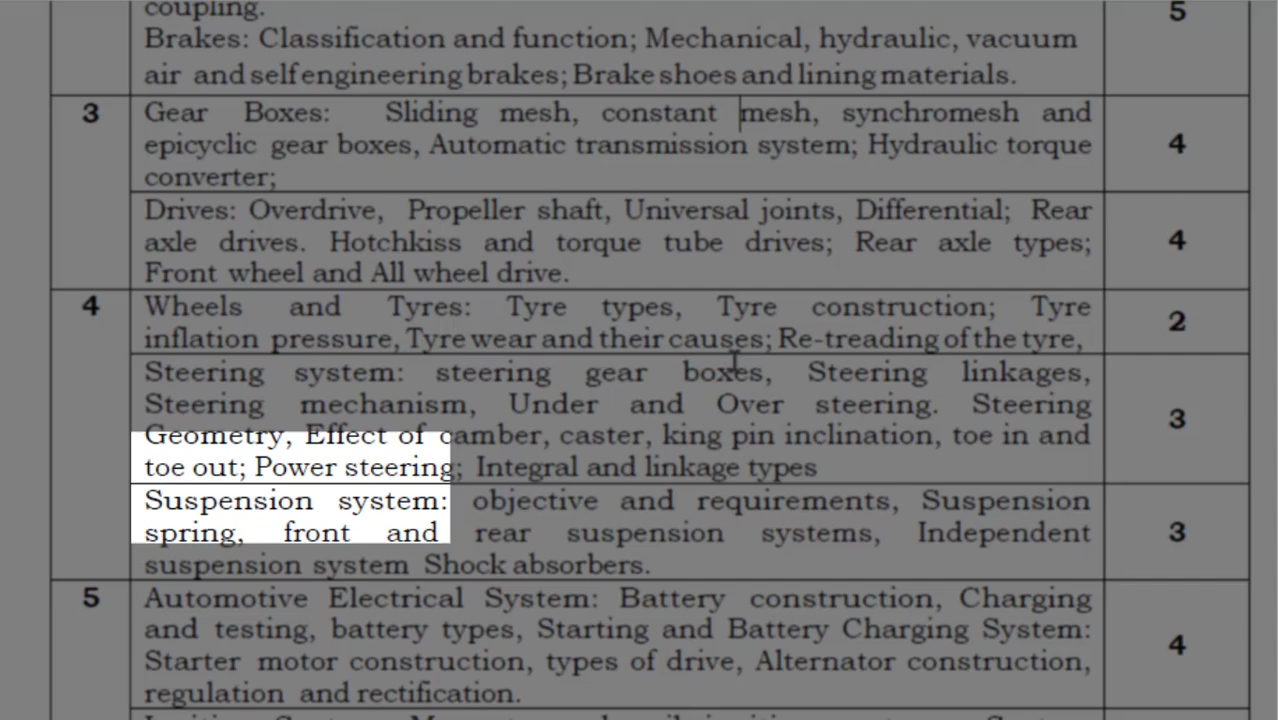 coupling.
5
Brakes: Classification and function; Mechanical, hydraulic, vacuum
air and self engineering brakes; Brake shoes and lining materials.
3
Gear Boxes: Sliding mesh, constant mesh, synchromesh and
epicyclic gear boxes, Automatic transmission system; Hydraulic torque
converter;
4
Drives: Overdrive, Propeller shaft, Universal joints, Differential; Rear
axle drives. Hotchkiss and torque tube drives; Rear axle types;
Front wheel and All wheel drive.
4
4
Wheels and Tyres: Tyre types, Tyre construction; Tyre
inflation pressure, Tyre wear and their causes; Re-treading of the tyre,
2
Steering system: steering gear boxes, Steering linkages,
Steering mechanism, Under and Over steering. Steering
Geometry, Effect of camber, caster, king pin inclination, toe in and
toe out; Power steering; Integral and linkage types
3
Suspension system: objective and requirements, Suspension
spring, front and rear suspension systems, Independent
suspension system Shock absorbers.
3
5
Automotive Electrical System: Battery construction, Charging
and testing, battery types, Starting and Battery Charging System:
Starter motor construction, types of drive, Alternator construction,
regulation and rectification.
4